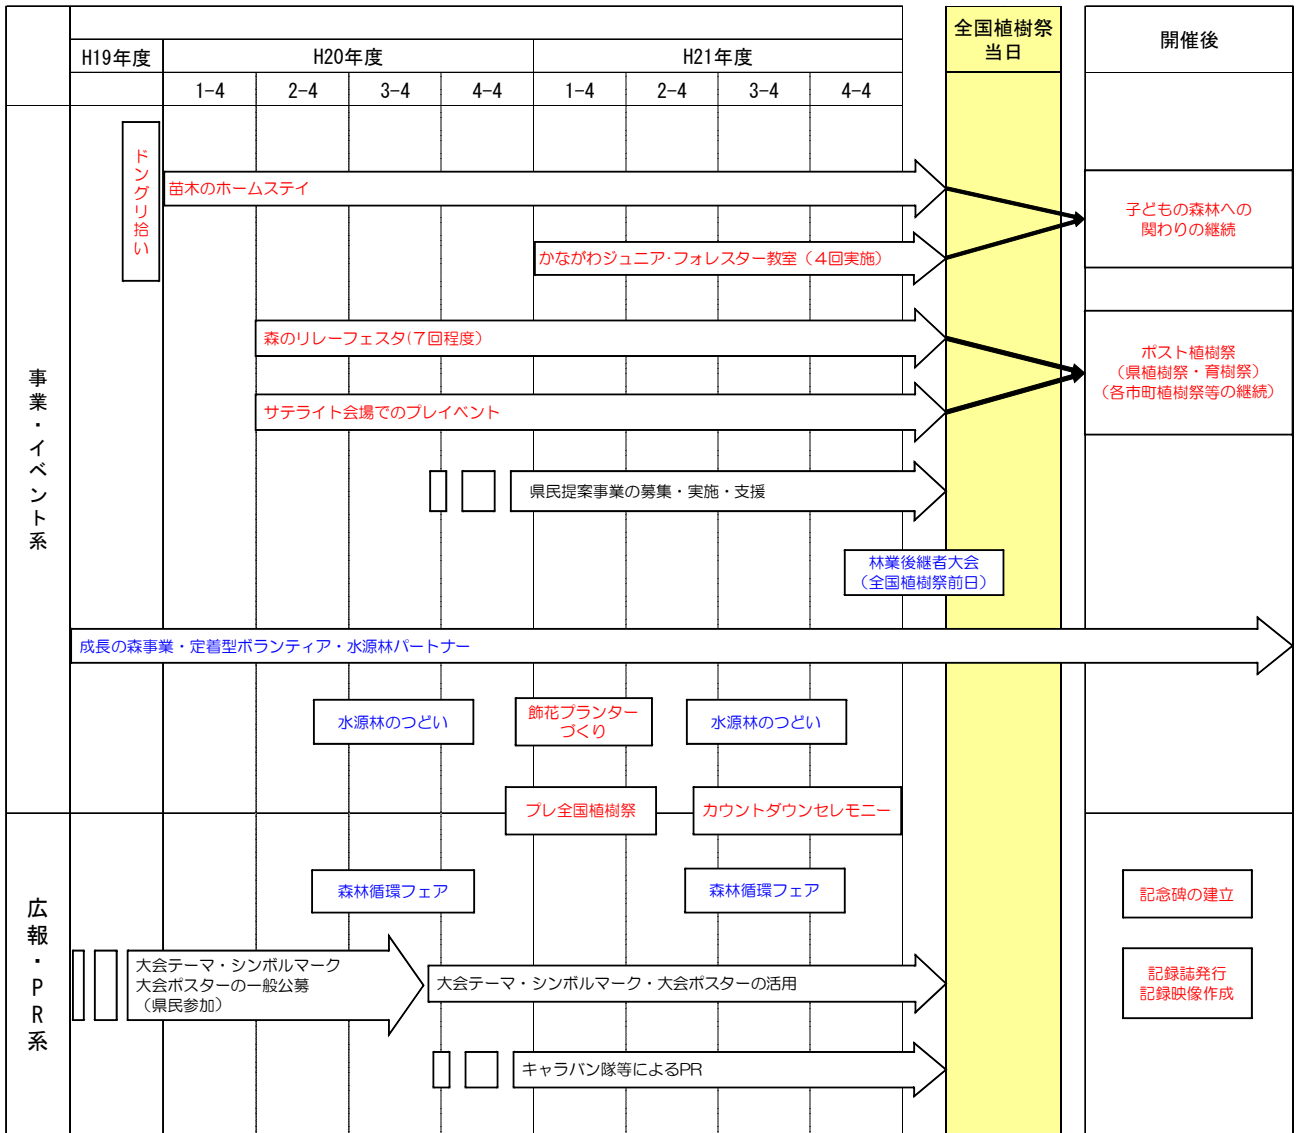 全国植樹祭
当日
開催後
H19年度
H20年度
H21年度
1-4
2-4
3-4
4-4
1-4
2-4
3-4
4-4
事業・イベント系
ドングリ拾い
苗木のホームステイ
子どもの森林への
関わりの継続
かながわジュニア・フォレスター教室（４回実施）
森のリレーフェスタ(７回程度）
ポスト植樹祭
（県植樹祭・育樹祭）
（各市町植樹祭等の継続）
サテライト会場でのプレイベント
県民提案事業の募集・実施・支援
林業後継者大会
（全国植樹祭前日）
成長の森事業・定着型ボランティア・水源林パートナー
水源林のつどい
飾花プランター
づくり
水源林のつどい
プレ全国植樹祭
カウントダウンセレモニー
広報・ＰＲ系
森林循環フェア
森林循環フェア
記念碑の建立
大会テーマ・シンボルマーク
大会ポスターの一般公募
（県民参加）
大会テーマ・シンボルマーク・大会ポスターの活用
記録誌発行
記録映像作成
キャラバン隊等によるPR